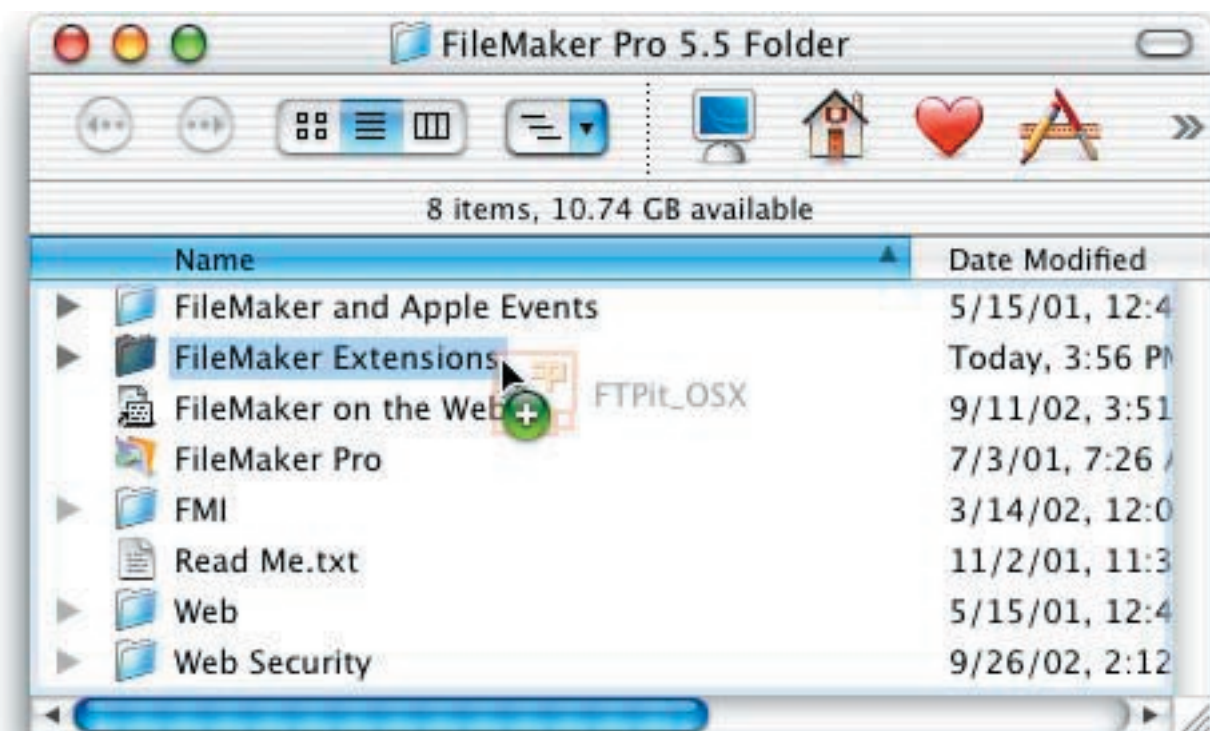 FileMaker Pro 5.5 Folder
8 items, 10.74 GB available
Name Date Modified
FileMaker and Apple Events 5/15/01, 12:4
FileMaker Extensions Today, 3:56 PM
FTPit_OSX
FileMaker on the Web 9/11/02, 3:51
FileMaker Pro 7/3/01, 7:26
FMI 3/14/02, 12:0
Read Me.txt 11/2/01, 11:3
Web 5/15/01, 12:4
Web Security 9/26/02, 2:12